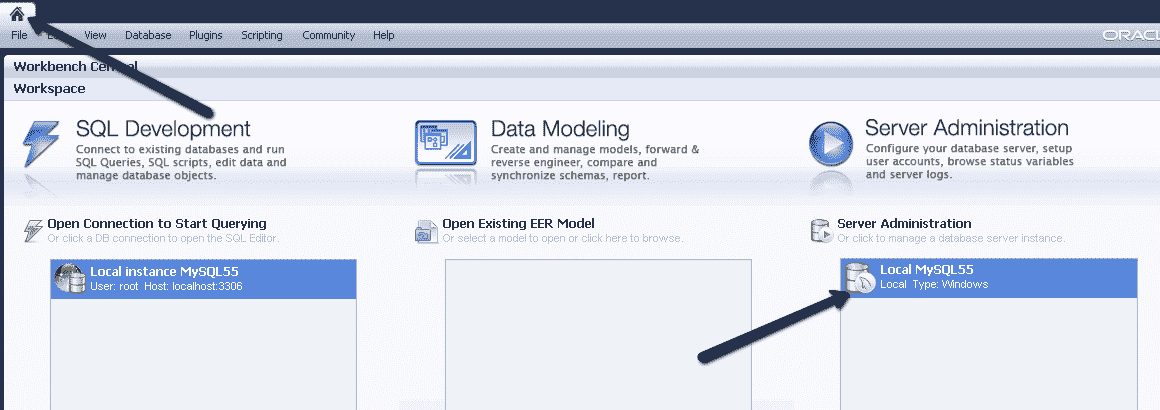 File View Database Plugins Scripting Community Help
Workbench Central
Workspace
SQL Development
Connect to existing databases and run
SQL Queries, SQL scripts, edit data and
manage database objects.
Data Modeling
Create and manage models, forward &
reverse engineer, compare and
synchronize schemas, report.
Server Administration
Configure your database server, setup
user accounts, browse status variables
and server logs.
Open Connection to Start Querying
Or click a DB connection to open the SQL Editor.
Local instance MySQL55
User: root Host: localhost:3306
Open Existing EER Model
Or select a model to open or click here to browse.
Server Administration
Or click to manage a database server instance.
Local MySQL55
Local Type: Windows